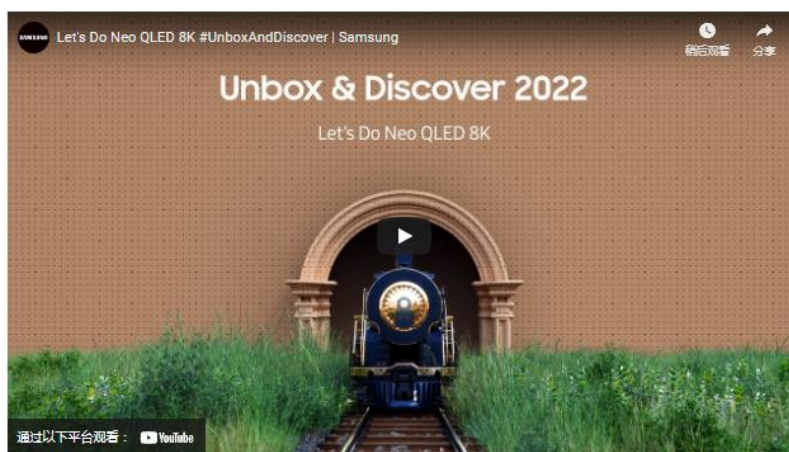 SAMSUNG
Let's Do Neo QLED 8K #UnboxAndDiscover | Samsung
稍后观看
分享
Unbox & Discover 2022
Let's Do Neo QLED 8K
通过以下平台观看：
YouTube